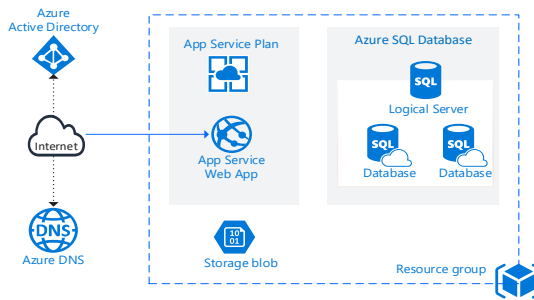 Azure
Active Directory
Internet
DNS
Azure DNS
App Service Plan
App Service
Web App
10
01
Storage blob
Azure SQL Database
SQL
Logical Server
SQL
Database
SQL
Database
Resource group